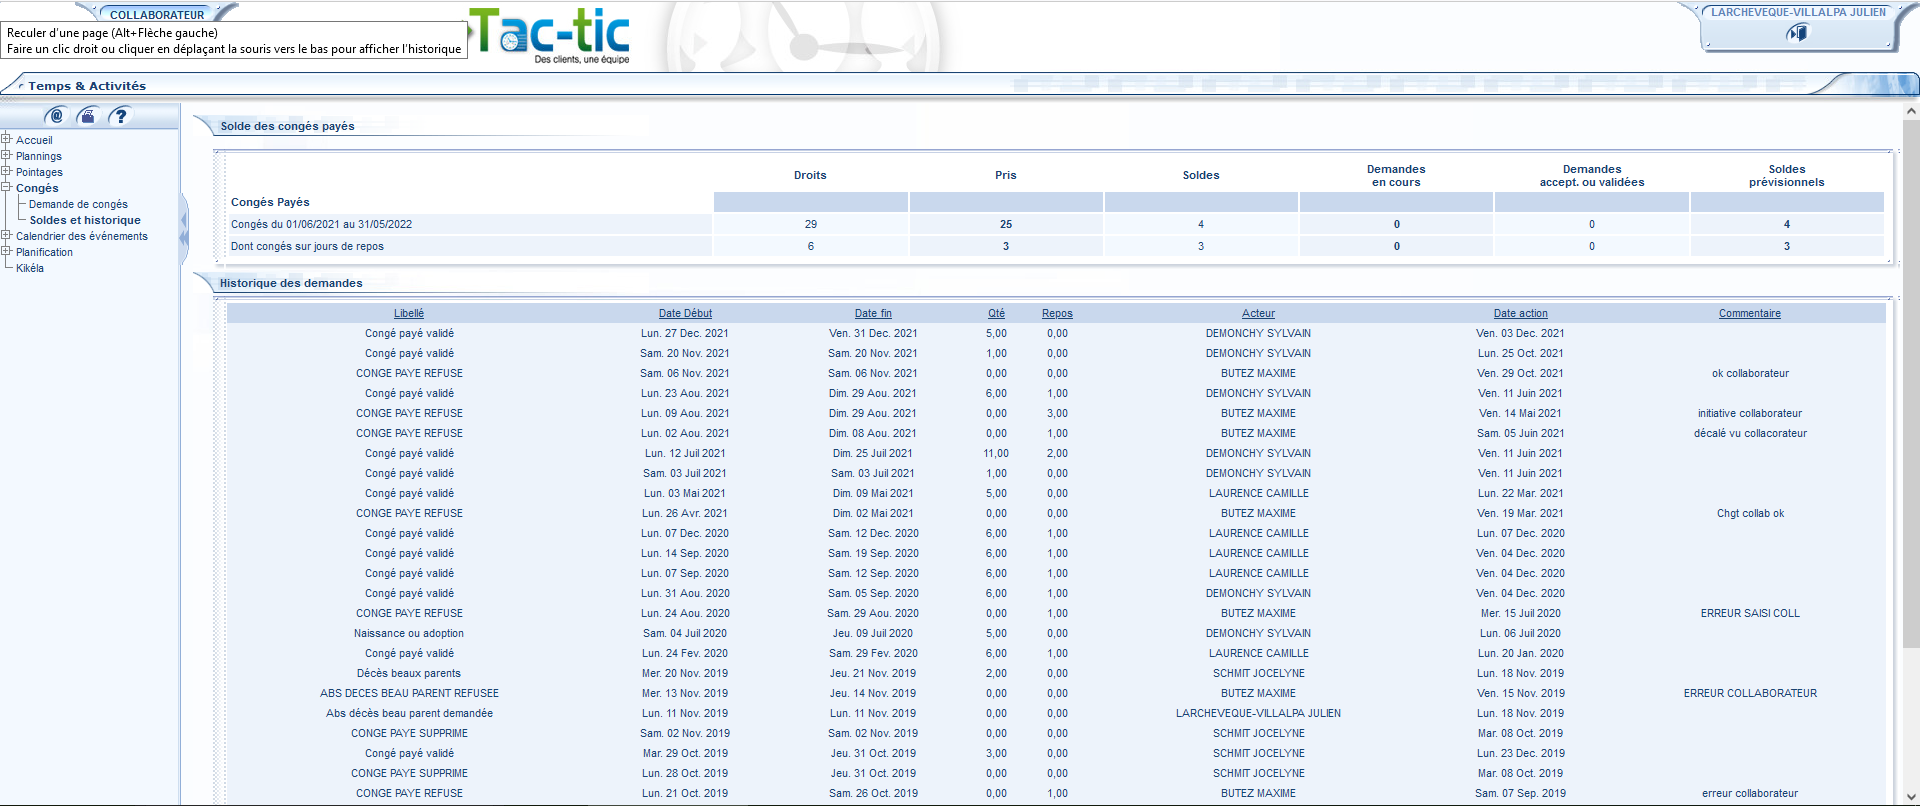 COLLABORATEUR
Reculer d'une page (Alt+Flèche gauche)
Faire un clic droit ou cliquer en déplaçant la souris vers le bas pour afficher l'historique
Tac-tic
Des clients, une équipe
LARCHEVEQUE-VILLALPA JULIEN
Temps & Activités
@ ?
Accueil
Plannings
Pointages
Congés
Demande de congés
Soldes et historique
Calendrier des événements
Planification
Kikéla
Solde des congés payés
Droits Pris Soldes Demandes en cours Demandes accept. ou validées Soldes prévisionnels
Congés Payés
Congés du 01/06/2021 au 31/05/2022 29 25 4 0 0 4
Dont congés sur jours de repos 6 3 3 0 0 3
Historique des demandes
Libellé Date Début Date fin Qté Repos Acteur Date action Commentaire
Congé payé validé Lun. 27 Dec. 2021 Ven. 31 Dec. 2021 5,00 0,00 DEMONCHY SYLVAIN Ven. 03 Dec. 2021
Congé payé validé Sam. 20 Nov. 2021 Sam. 20 Nov. 2021 1,00 0,00 DEMONCHY SYLVAIN Lun. 25 Oct. 2021
CONGE PAYE REFUSE Sam. 06 Nov. 2021 Sam. 06 Nov. 2021 0,00 0,00 BUTEZ MAXIME Ven. 29 Oct. 2021 ok collaborateur
Congé payé validé Lun. 23 Aou. 2021 Dim. 29 Aou. 2021 6,00 1,00 DEMONCHY SYLVAIN Ven. 11 Juin 2021
CONGE PAYE REFUSE Lun. 09 Aou. 2021 Dim. 29 Aou. 2021 0,00 3,00 BUTEZ MAXIME Ven. 14 Mai 2021 initiative collaborateur
CONGE PAYE REFUSE Lun. 02 Aou. 2021 Dim. 08 Aou. 2021 0,00 1,00 BUTEZ MAXIME Sam. 05 Juin 2021 décalé vu collacorateur
Congé payé validé Lun. 12 Juil 2021 Dim. 25 Juil 2021 11,00 2,00 DEMONCHY SYLVAIN Ven. 11 Juin 2021
Congé payé validé Sam. 03 Juil 2021 Sam. 03 Juil 2021 1,00 0,00 DEMONCHY SYLVAIN Ven. 11 Juin 2021
Congé payé validé Lun. 03 Mai 2021 Dim. 09 Mai 2021 5,00 0,00 LAURENCE CAMILLE Lun. 22 Mar. 2021
CONGE PAYE REFUSE Lun. 26 Avr. 2021 Dim. 02 Mai 2021 0,00 0,00 BUTEZ MAXIME Ven. 19 Mar. 2021 Chgt collab ok
Congé payé validé Lun. 07 Dec. 2020 Sam. 12 Dec. 2020 6,00 1,00 LAURENCE CAMILLE Lun. 07 Dec. 2020
Congé payé validé Lun. 14 Sep. 2020 Sam. 19 Sep. 2020 6,00 1,00 LAURENCE CAMILLE Ven. 04 Dec. 2020
Congé payé validé Lun. 07 Sep. 2020 Sam. 12 Sep. 2020 6,00 1,00 LAURENCE CAMILLE Ven. 04 Dec. 2020
Congé payé validé Lun. 31 Aou. 2020 Sam. 05 Sep. 2020 6,00 1,00 DEMONCHY SYLVAIN Ven. 04 Dec. 2020
CONGE PAYE REFUSE Lun. 24 Aou. 2020 Sam. 29 Aou. 2020 0,00 1,00 BUTEZ MAXIME Mer. 15 Juil 2020 ERREUR SAISI COLL
Naissance ou adoption Sam. 04 Juil 2020 Jeu. 09 Juil 2020 5,00 0,00 DEMONCHY SYLVAIN Lun. 06 Juil 2020
Congé payé validé Lun. 24 Fev. 2020 Sam. 29 Fev. 2020 6,00 1,00 LAURENCE CAMILLE Lun. 20 Jan. 2020
Décès beaux parents Mer. 20 Nov. 2019 Jeu. 21 Nov. 2019 2,00 0,00 SCHMIT JOCELYNE Lun. 18 Nov. 2019
ABS DECES BEAU PARENT REFUSEE Mer. 13 Nov. 2019 Jeu. 14 Nov. 2019 0,00 0,00 BUTEZ MAXIME Ven. 15 Nov. 2019 ERREUR COLLABORATEUR
Abs décès beau parent demandée Lun. 11 Nov. 2019 Lun. 11 Nov. 2019 0,00 0,00 LARCHEVEQUE-VILLALPA JULIEN Lun. 18 Nov. 2019
CONGE PAYE SUPPRIME Sam. 02 Nov. 2019 Sam. 02 Nov. 2019 0,00 0,00 SCHMIT JOCELYNE Mar. 08 Oct. 2019
Congé payé validé Mar. 29 Oct. 2019 Jeu. 31 Oct. 2019 3,00 0,00 SCHMIT JOCELYNE Lun. 23 Dec. 2019
CONGE PAYE SUPPRIME Lun. 28 Oct. 2019 Jeu. 31 Oct. 2019 0,00 0,00 SCHMIT JOCELYNE Mar. 08 Oct. 2019
CONGE PAYE REFUSE Lun. 21 Oct. 2019 Sam. 26 Oct. 2019 0,00 1,00 BUTEZ MAXIME Sam. 07 Sep. 2019 erreur collaborateur